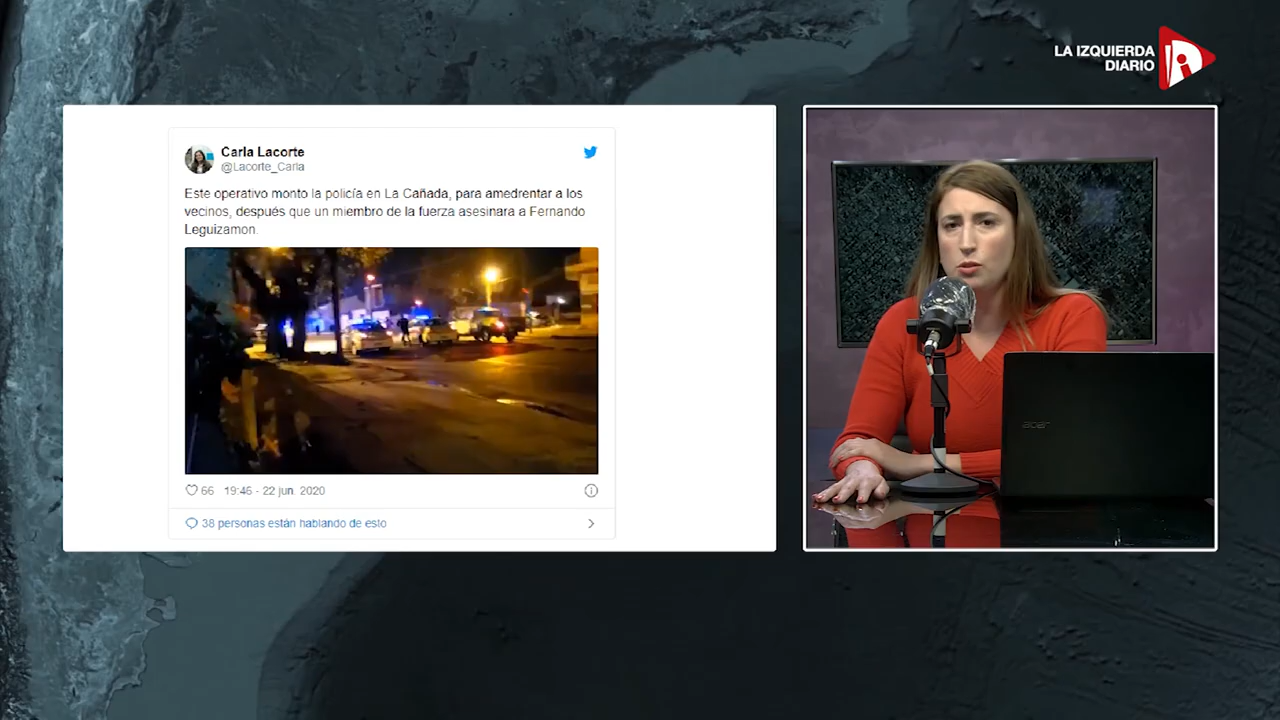 LA IZQUIERDA
DIARIO
Carla Lacorte
@Lacorte_Carla
Este operativo monto la policía en La Cañada, para amedrentar a los
vecinos, después que un miembro de la fuerza asesinara a Fernando
Leguizamon.
66 19:46 - 22 jun. 2020
38 personas están hablando de esto
acer